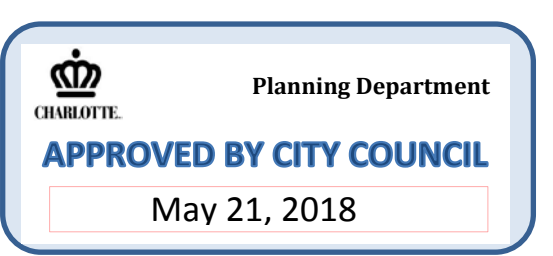 CHARLOTTE.
Planning Department
APPROVED BY CITY COUNCIL
May 21, 2018